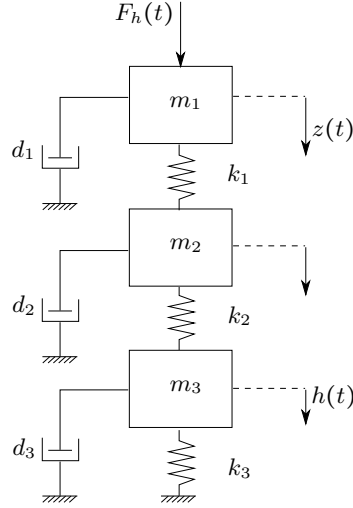 F_h(t)
m_1
z(t)
d_1
k_1
m_2
d_2
k_2
m_3
h(t)
d_3
k_3